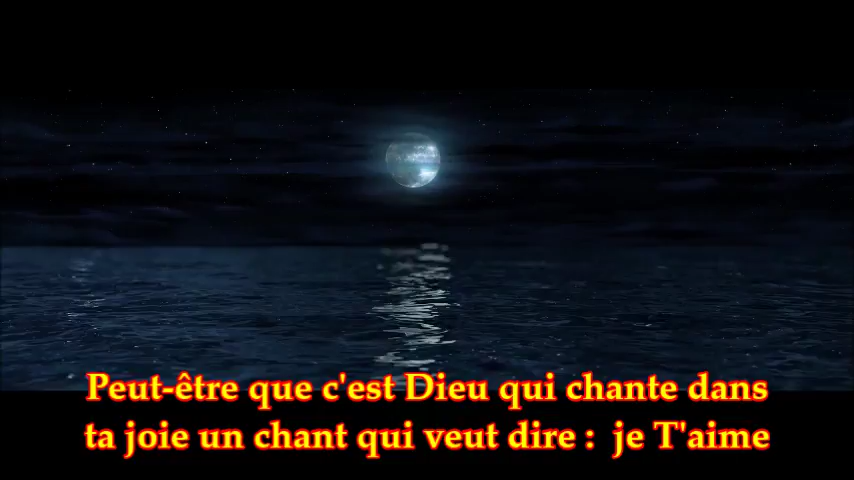 Peut-être que c'est Dieu qui chante dans
ta joie un chant qui veut dire :  je T'aime